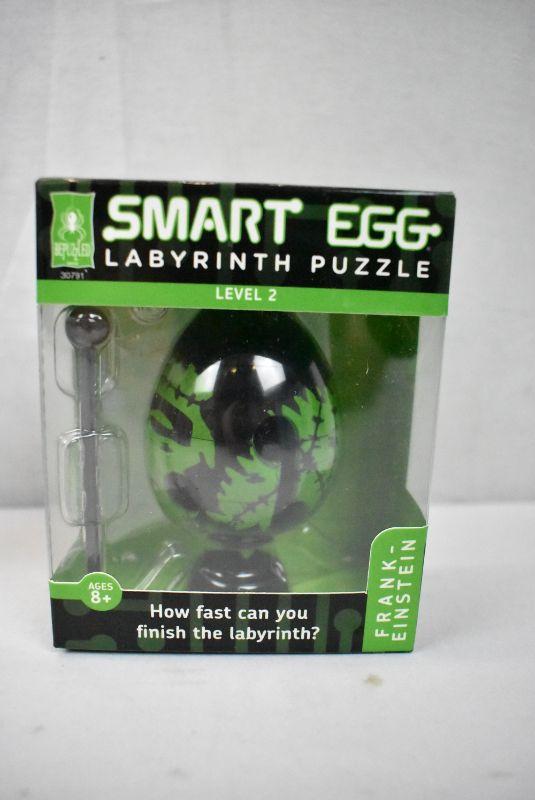 SMART EGG
BEPUZZLED
LABYRINTH PUZZLE
30791
LEVEL 2
AGES
8+
How fast can you
finish the labyrinth?
FRANK-
EINSTEIN